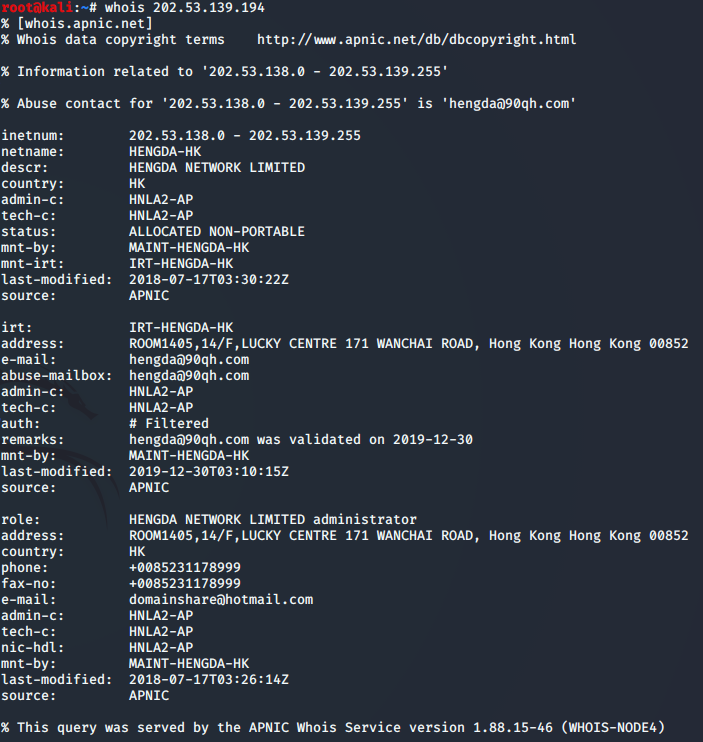 root@kali:~# whois 202.53.139.194
% [whois.apnic.net]
% Whois data copyright terms    http://www.apnic.net/db/dbcopyright.html

% Information related to '202.53.138.0 - 202.53.139.255'

% Abuse contact for '202.53.138.0 - 202.53.139.255' is 'hengda@90qh.com'

inetnum:        202.53.138.0 - 202.53.139.255
netname:        HENGDA-HK
descr:          HENGDA NETWORK LIMITED
country:        HK
admin-c:        HNLA2-AP
tech-c:         HNLA2-AP
status:         ALLOCATED NON-PORTABLE
mnt-by:         MAINT-HENGDA-HK
mnt-irt:        IRT-HENGDA-HK
last-modified:  2018-07-17T03:30:22Z
source:         APNIC

irt:            IRT-HENGDA-HK
address:        ROOM1405,14/F,LUCKY CENTRE 171 WANCHAI ROAD, Hong Kong Hong Kong 00852
e-mail:         hengda@90qh.com
abuse-mailbox:  hengda@90qh.com
admin-c:        HNLA2-AP
tech-c:         HNLA2-AP
auth:           # Filtered
remarks:        hengda@90qh.com was validated on 2019-12-30
mnt-by:         MAINT-HENGDA-HK
last-modified:  2019-12-30T03:10:15Z
source:         APNIC

role:           HENGDA NETWORK LIMITED administrator
address:        ROOM1405,14/F,LUCKY CENTRE 171 WANCHAI ROAD, Hong Kong Hong Kong 00852
country:        HK
phone:          +0085231178999
fax-no:         +0085231178999
e-mail:         domainshare@hotmail.com
admin-c:        HNLA2-AP
tech-c:         HNLA2-AP
nic-hdl:        HNLA2-AP
mnt-by:         MAINT-HENGDA-HK
last-modified:  2018-07-17T03:26:14Z
source:         APNIC

% This query was served by the APNIC Whois Service version 1.88.15-46 (WHOIS-NODE4)